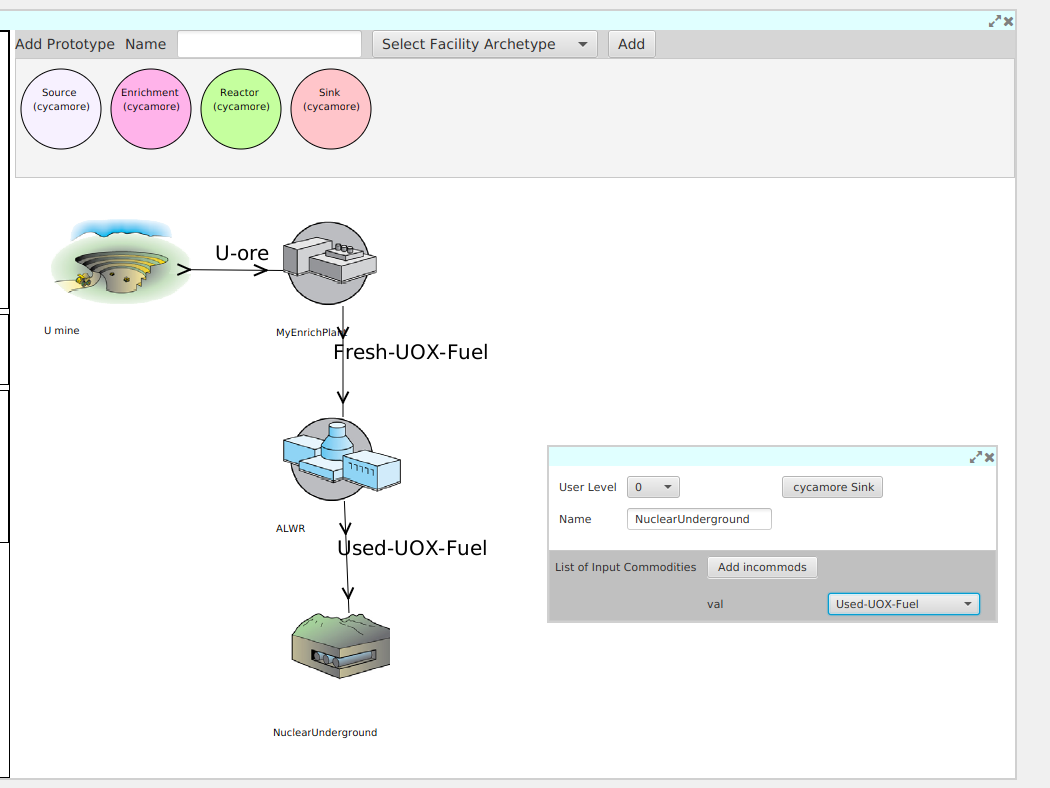 Add Prototype Name Select Facility Archetype Add
Source
(cycamore)
Enrichment
(cycamore)
Reactor
(cycamore)
Sink
(cycamore)
U-ore
U mine
MyEnrichPlant
Fresh-UOX-Fuel
ALWR
Used-UOX-Fuel
NuclearUnderground
User Level 0 cycamore Sink
Name NuclearUnderground
List of Input Commodities Add incommods
val Used-UOX-Fuel